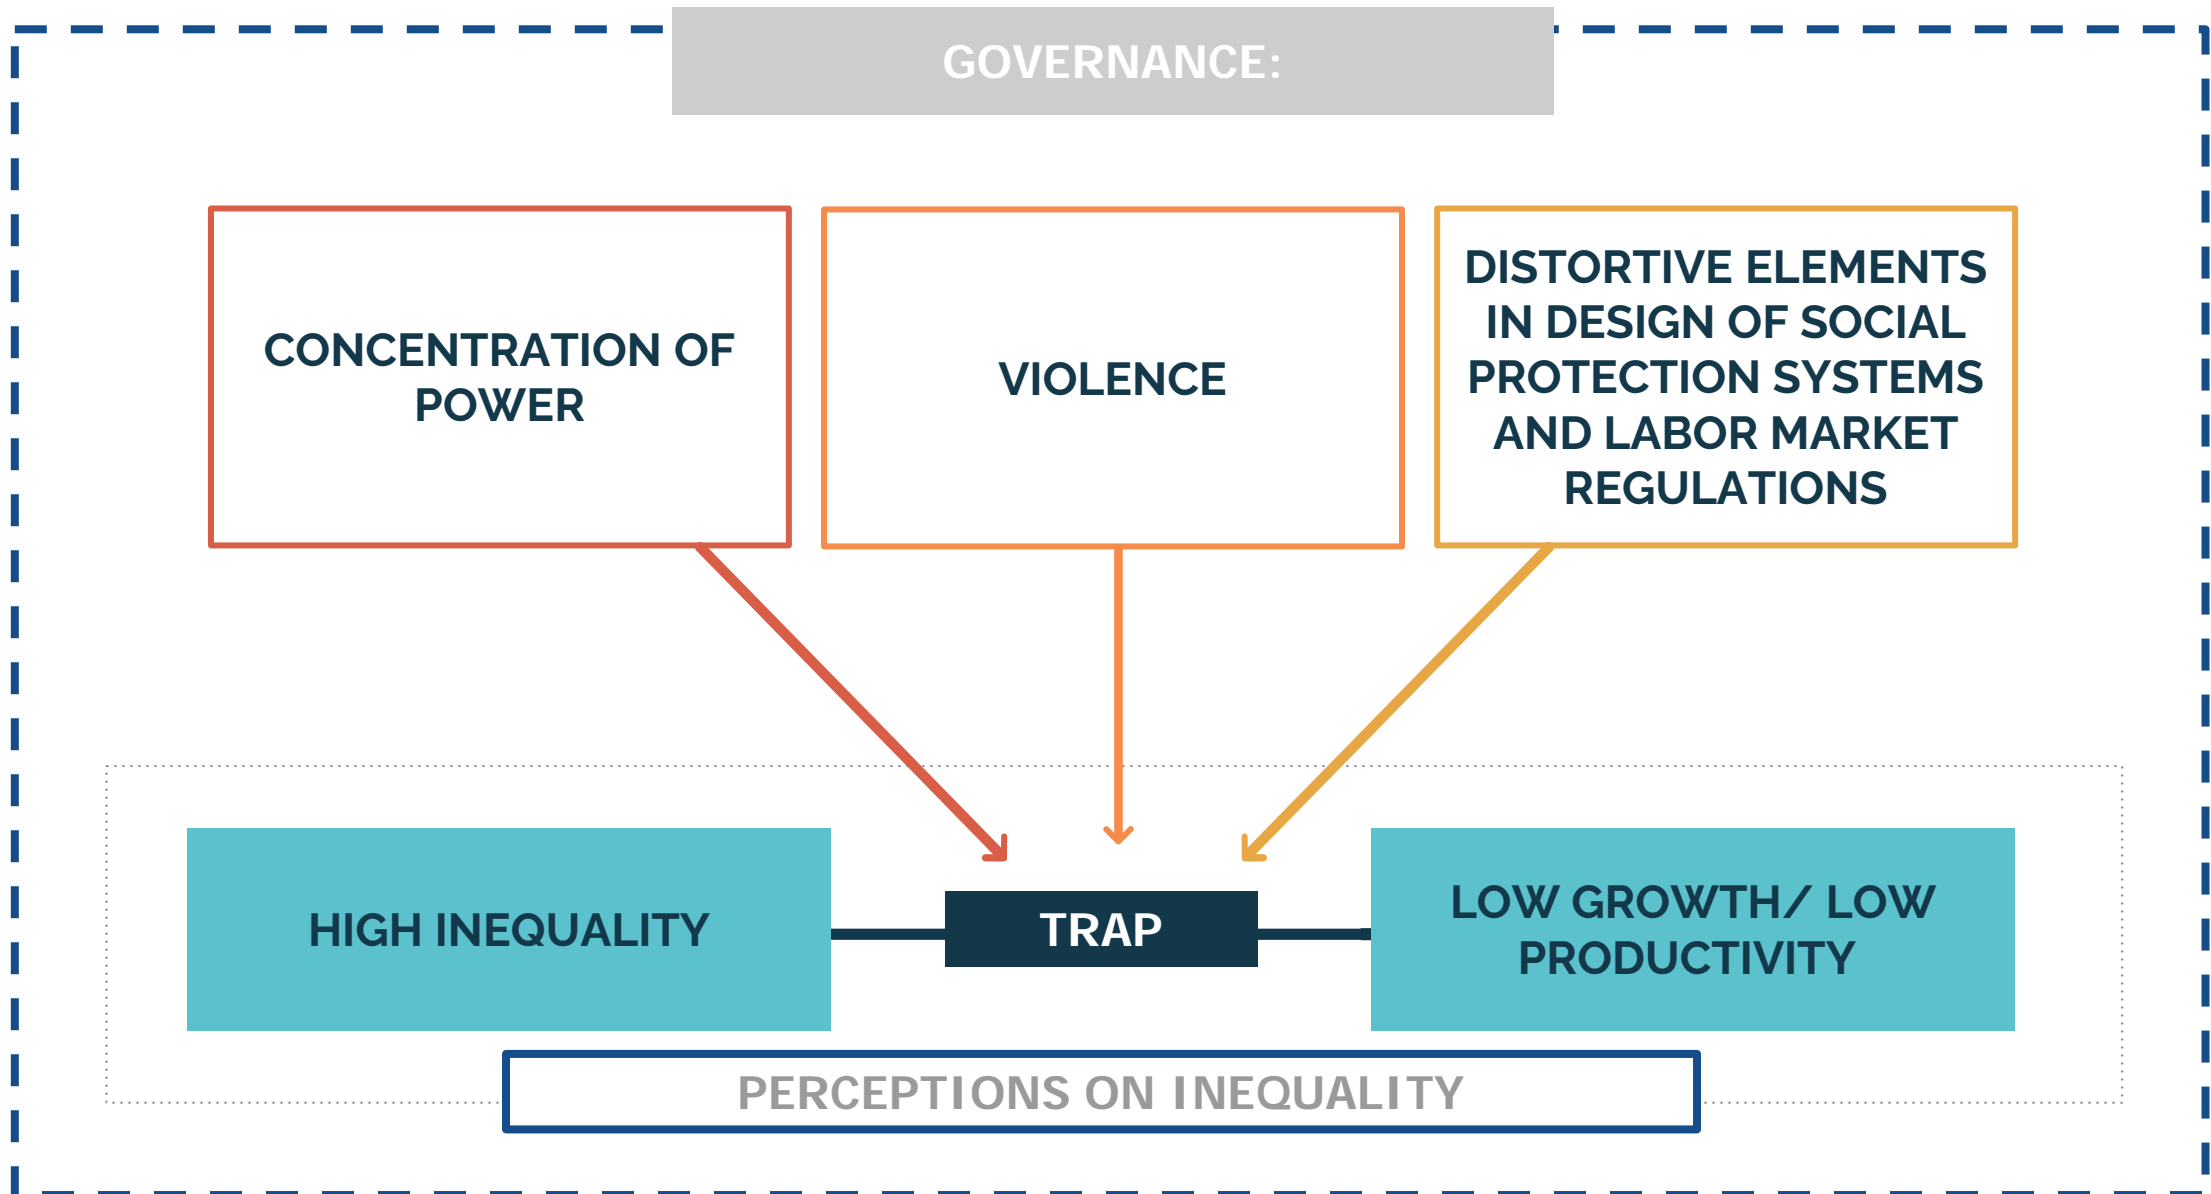 GOVERNANCE:
CONCENTRATION OF
POWER
VIOLENCE
DISTORTIVE ELEMENTS
IN DESIGN OF SOCIAL
PROTECTION SYSTEMS
AND LABOR MARKET
REGULATIONS
HIGH INEQUALITY
TRAP
LOW GROWTH/ LOW
PRODUCTIVITY
PERCEPTIONS ON INEQUALITY